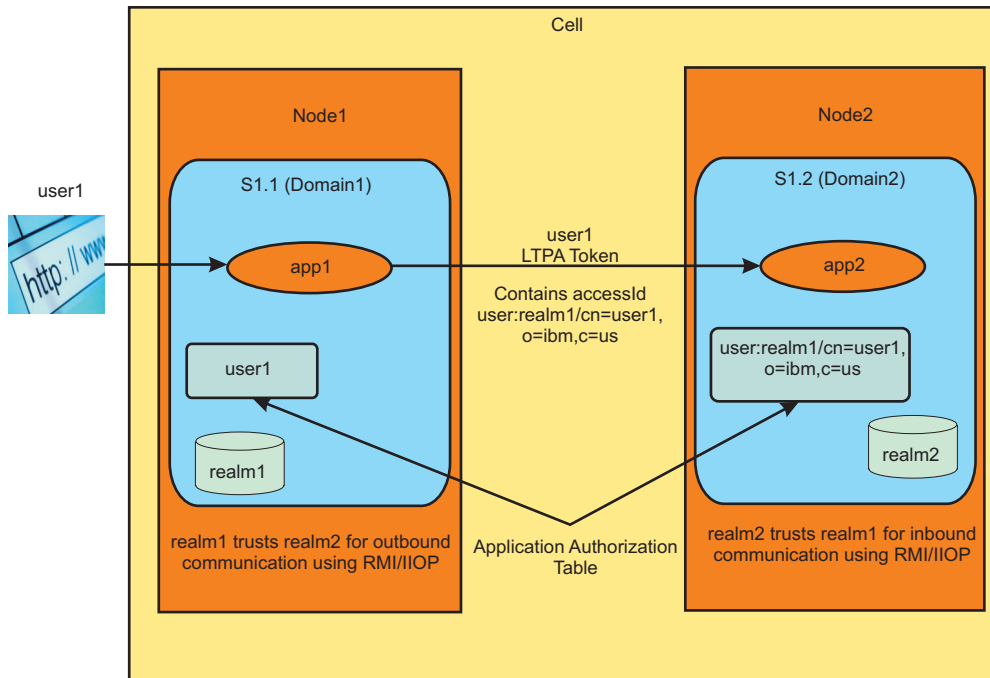 Cell
Node1
Node2
user1
http: // www
S1.1 (Domain1)
S1.2 (Domain2)
app1
user1
LTPA Token
Contains accessId
user:realm1/cn=user1,
o=ibm,c=us
app2
user1
user:realm1/cn=user1,
o=ibm,c=us
realm1
realm2
realm1 trusts realm2 for outbound
communication using RMI/IIOP
Application Authorization
Table
realm2 trusts realm1 for inbound
communication using RMI/IIOP